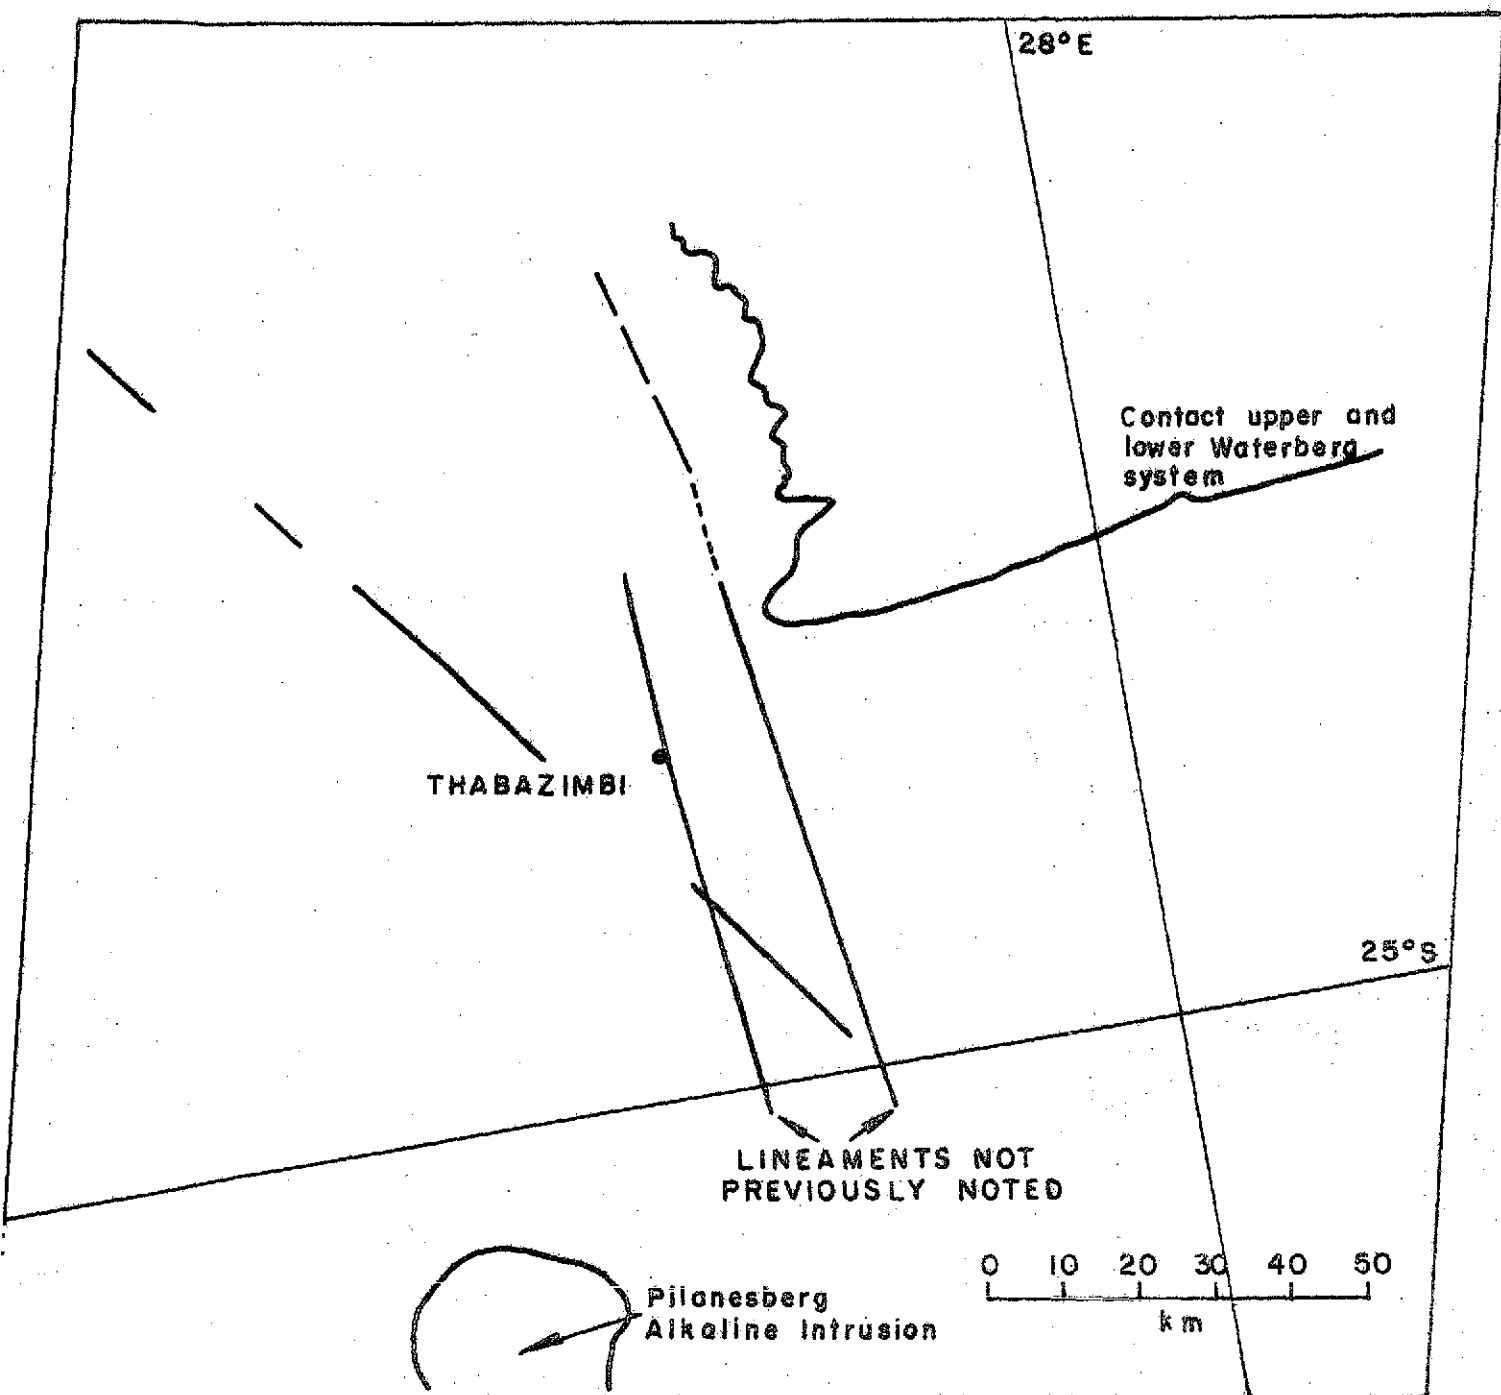 28° E
Contact upper and
lower Waterberg
system
THABAZIMBI
25° S
LINEAMENTS NOT
PREVIOUSLY NOTED
Pilanesberg
Alkaline Intrusion
0 10 20 30 40 50
km